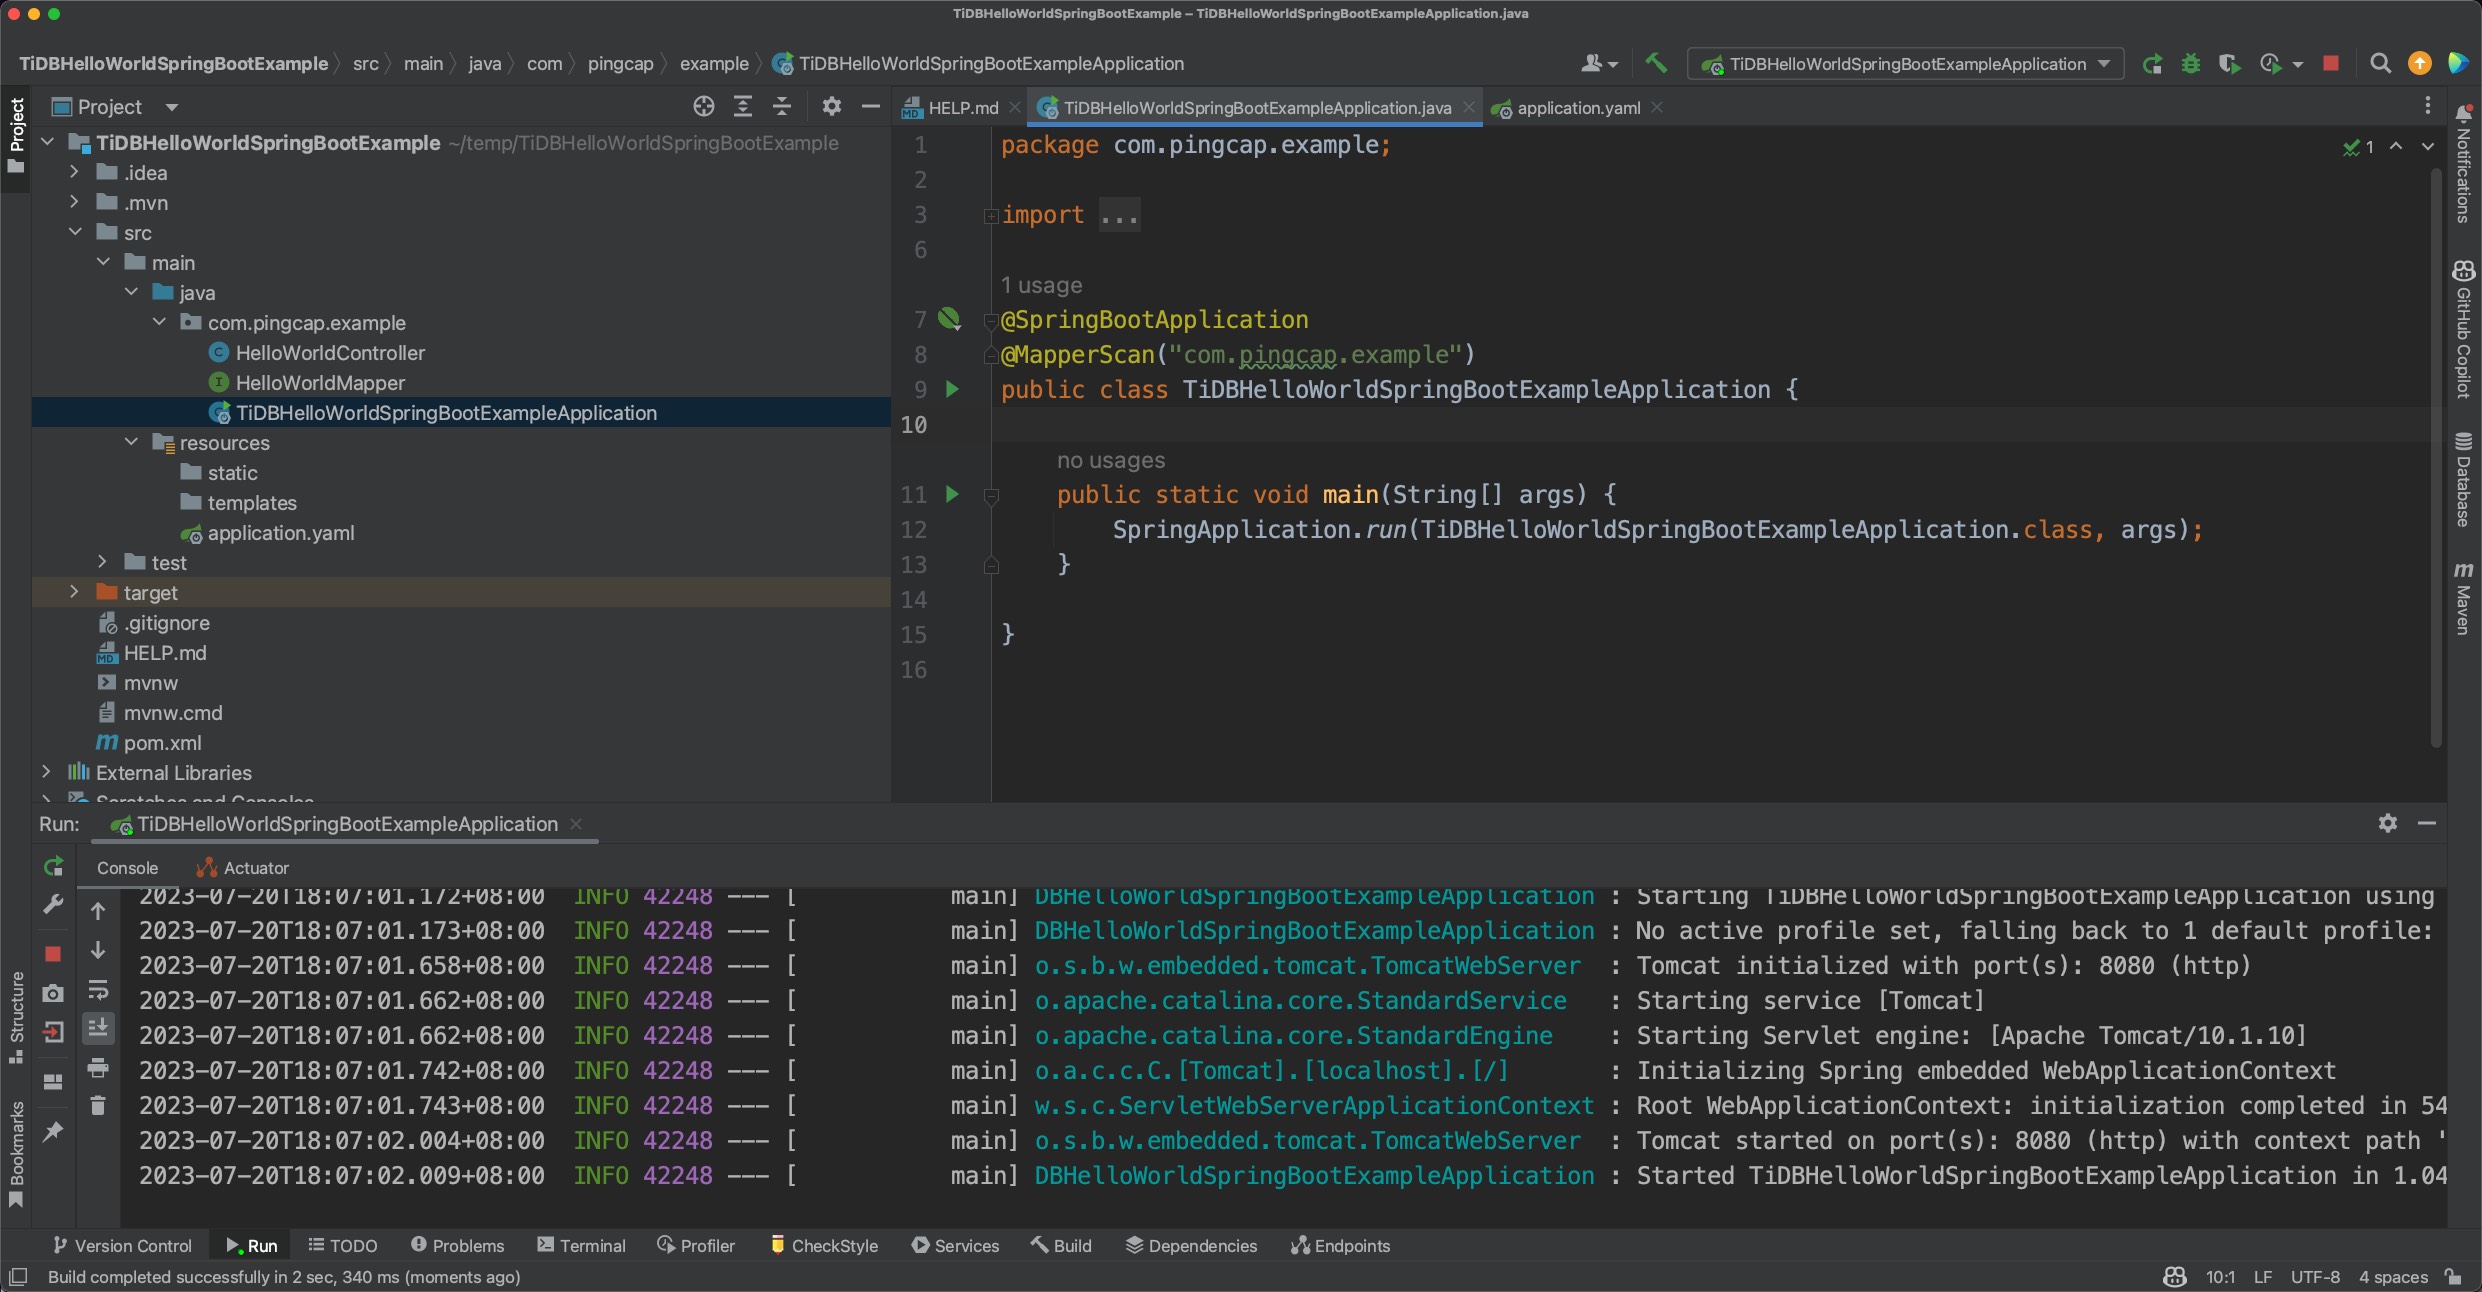 TiDBHelloWorldSpringBootExample – TiDBHelloWorldSpringBootExampleApplication.java
TiDBHelloWorldSpringBootExample src main java com pingcap example TiDBHelloWorldSpringBootExampleApplication
TiDBHelloWorldSpringBootExampleApplication
Project
Project
TiDBHelloWorldSpringBootExample ~/temp/TiDBHelloWorldSpringBootExample
.idea
.mvn
src
main
java
com.pingcap.example
HelloWorldController
HelloWorldMapper
TiDBHelloWorldSpringBootExampleApplication
resources
static
templates
application.yaml
test
target
.gitignore
HELP.md
mvnw
mvnw.cmd
pom.xml
External Libraries
Scratches and Consoles
HELP.md
TiDBHelloWorldSpringBootExampleApplication.java
application.yaml
1 package com.pingcap.example;
1
2
3 import ...
6
1 usage
7 @SpringBootApplication
8 @MapperScan("com.pingcap.example")
9 public class TiDBHelloWorldSpringBootExampleApplication {
10
no usages
11 public static void main(String[] args) {
12 SpringApplication.run(TiDBHelloWorldSpringBootExampleApplication.class, args);
13 }
14
15 }
16
Notifications
GitHub Copilot
Database
Maven
Run: TiDBHelloWorldSpringBootExampleApplication
Console Actuator
2023-07-20T18:07:01.172+08:00 INFO 42248 --- [ main] DBHelloWorldSpringBootExampleApplication : Starting TiDBHelloWorldSpringBootExampleApplication using
2023-07-20T18:07:01.173+08:00 INFO 42248 --- [ main] DBHelloWorldSpringBootExampleApplication : No active profile set, falling back to 1 default profile:
2023-07-20T18:07:01.658+08:00 INFO 42248 --- [ main] o.s.b.w.embedded.tomcat.TomcatWebServer : Tomcat initialized with port(s): 8080 (http)
2023-07-20T18:07:01.662+08:00 INFO 42248 --- [ main] o.apache.catalina.core.StandardService : Starting service [Tomcat]
2023-07-20T18:07:01.662+08:00 INFO 42248 --- [ main] o.apache.catalina.core.StandardEngine : Starting Servlet engine: [Apache Tomcat/10.1.10]
2023-07-20T18:07:01.742+08:00 INFO 42248 --- [ main] o.a.c.c.C.[Tomcat].[localhost].[/] : Initializing Spring embedded WebApplicationContext
2023-07-20T18:07:01.743+08:00 INFO 42248 --- [ main] w.s.c.ServletWebServerApplicationContext : Root WebApplicationContext: initialization completed in 54
2023-07-20T18:07:02.004+08:00 INFO 42248 --- [ main] o.s.b.w.embedded.tomcat.TomcatWebServer : Tomcat started on port(s): 8080 (http) with context path '
2023-07-20T18:07:02.009+08:00 INFO 42248 --- [ main] DBHelloWorldSpringBootExampleApplication : Started TiDBHelloWorldSpringBootExampleApplication in 1.04
Structure
Bookmarks
Version Control Run TODO Problems Terminal Profiler CheckStyle Services Build Dependencies Endpoints
Build completed successfully in 2 sec, 340 ms (moments ago)
10:1 LF UTF-8 4 spaces